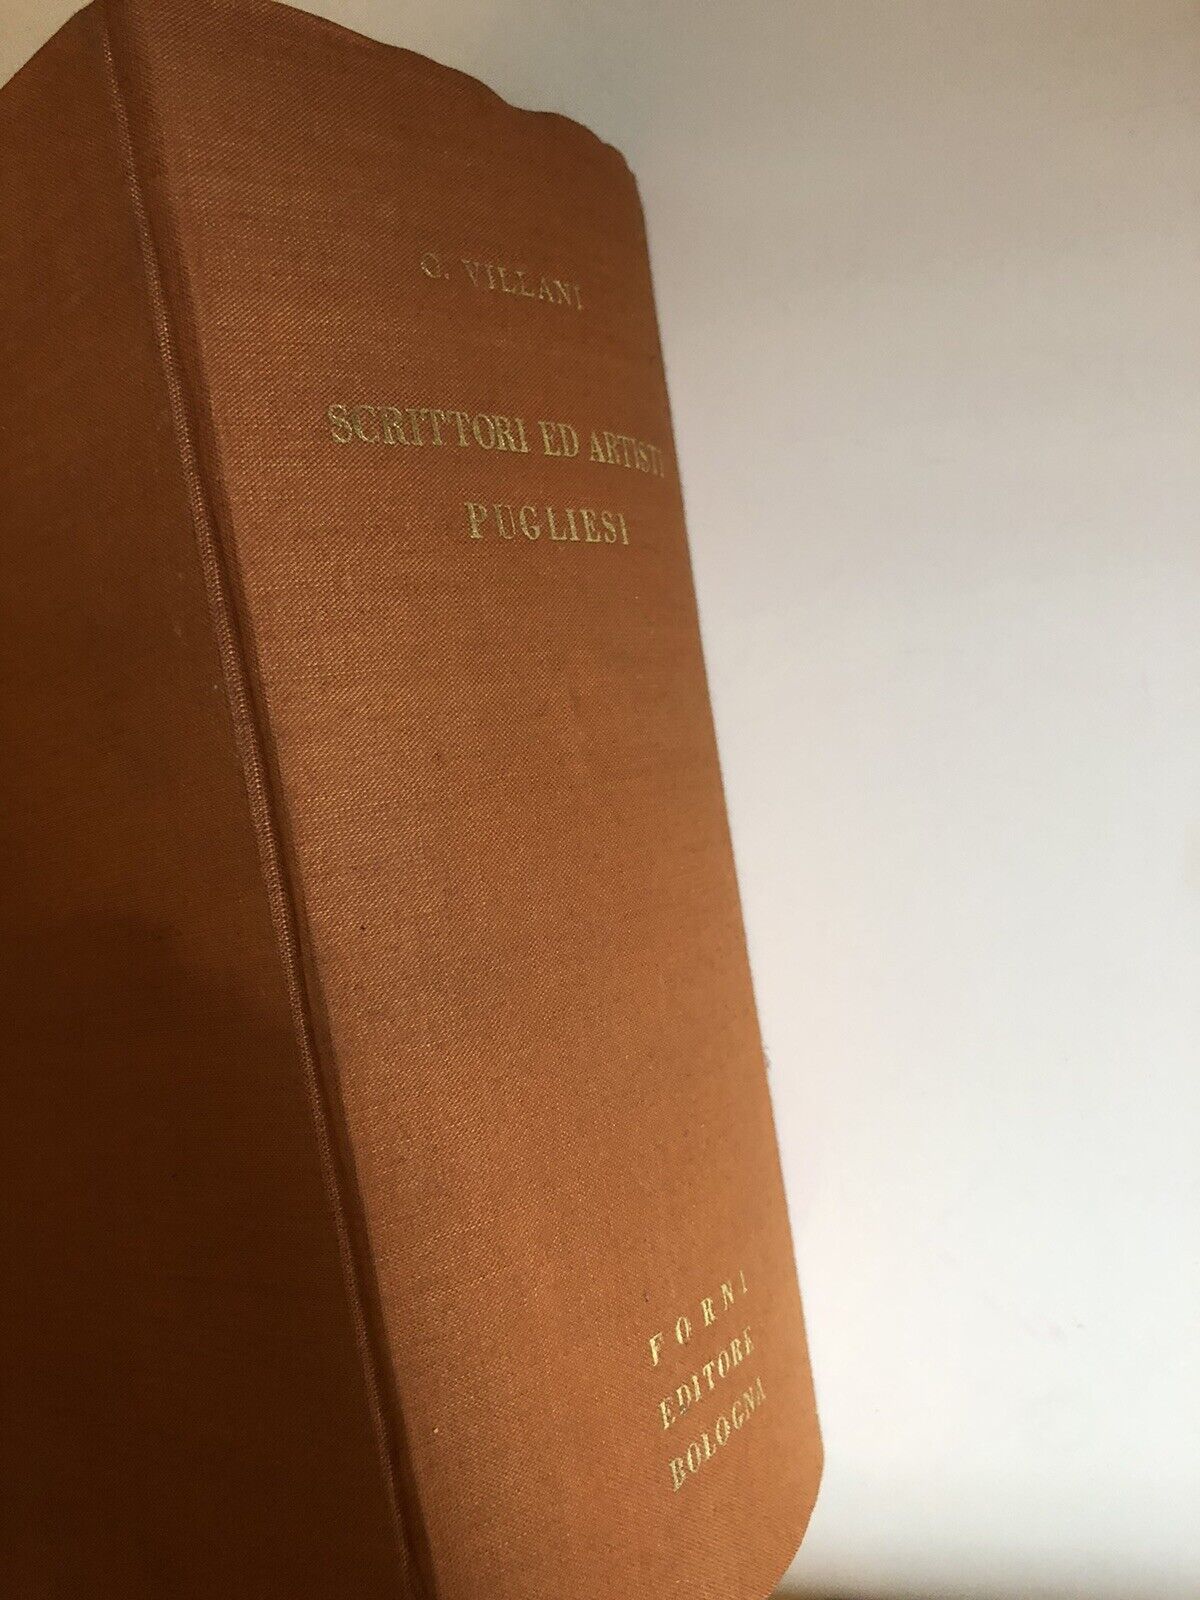 C. VILLANI
SCRITTORI ED ARTISTI
PUGLIESI
FORNI
EDITORE
BOLOGNA